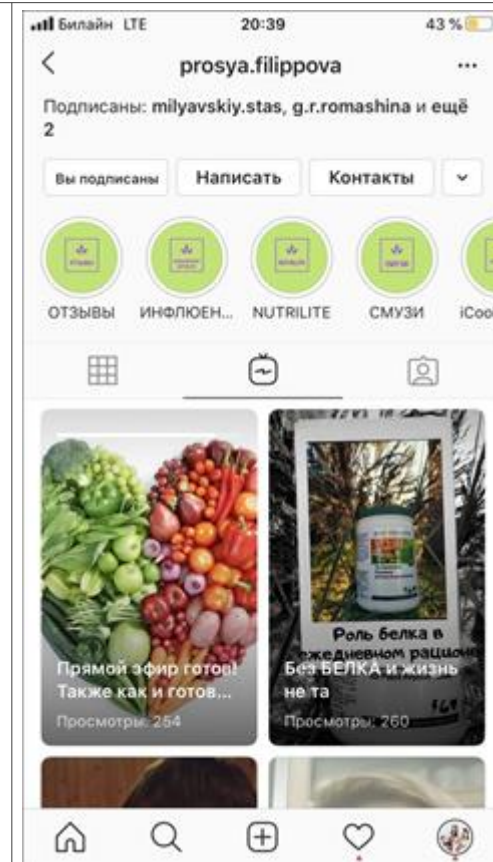 Билайн LTE 20:39 43 %
prosya.filippova
Подписаны: milyavskiy.stas, g.r.romashina и ещё
2
Вы подписаны Написать Контакты
ОТЗЫВЫ ИНФЛЮЕН... NUTRILITE СМУЗИ iCoo
Прямой эфир готов!
Также как и готов...
Просмотры: 254
Роль белка в
ежедневном рационе
Без БЕЛКА и жизнь
не та
Просмотры: 260